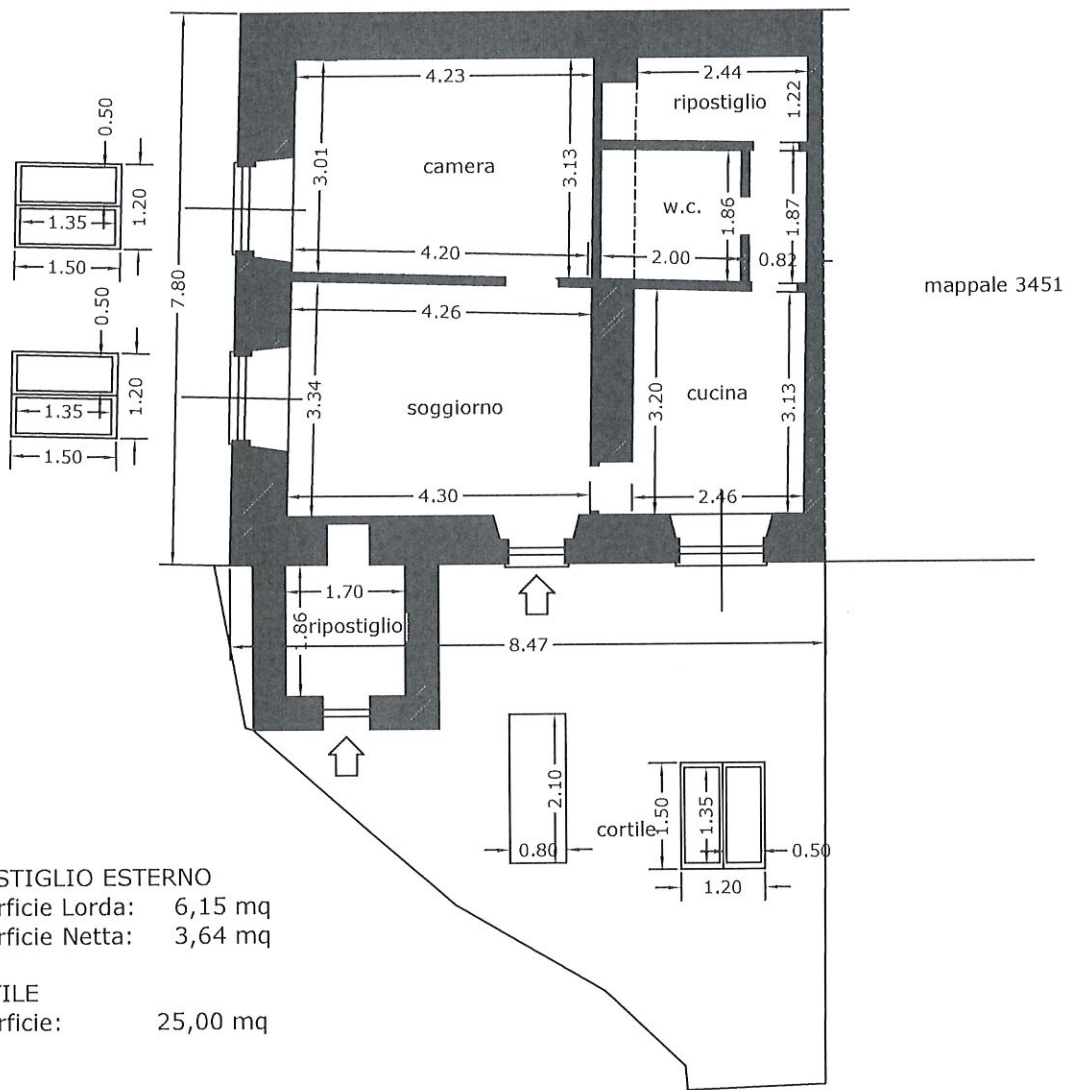 4.23
2.44
ripostiglio
1.22
0.50
3.01
camera
3.13
w.c.
1.86
1.87
1.20
1.35
4.20
2.00
0.82
1.50
7.80
mappale 3451
0.50
4.26
3.34
soggiorno
3.20
cucina
3.13
1.20
1.35
1.50
4.30
2.46
1.70
1.86
ripostiglio
8.47
2.10
1.50
1.35
cortile
0.80
0.50
1.20
STIGLIO ESTERNO
rficie Lorda: 6,15 mq
rficie Netta: 3,64 mq
TILE
rficie: 25,00 mq